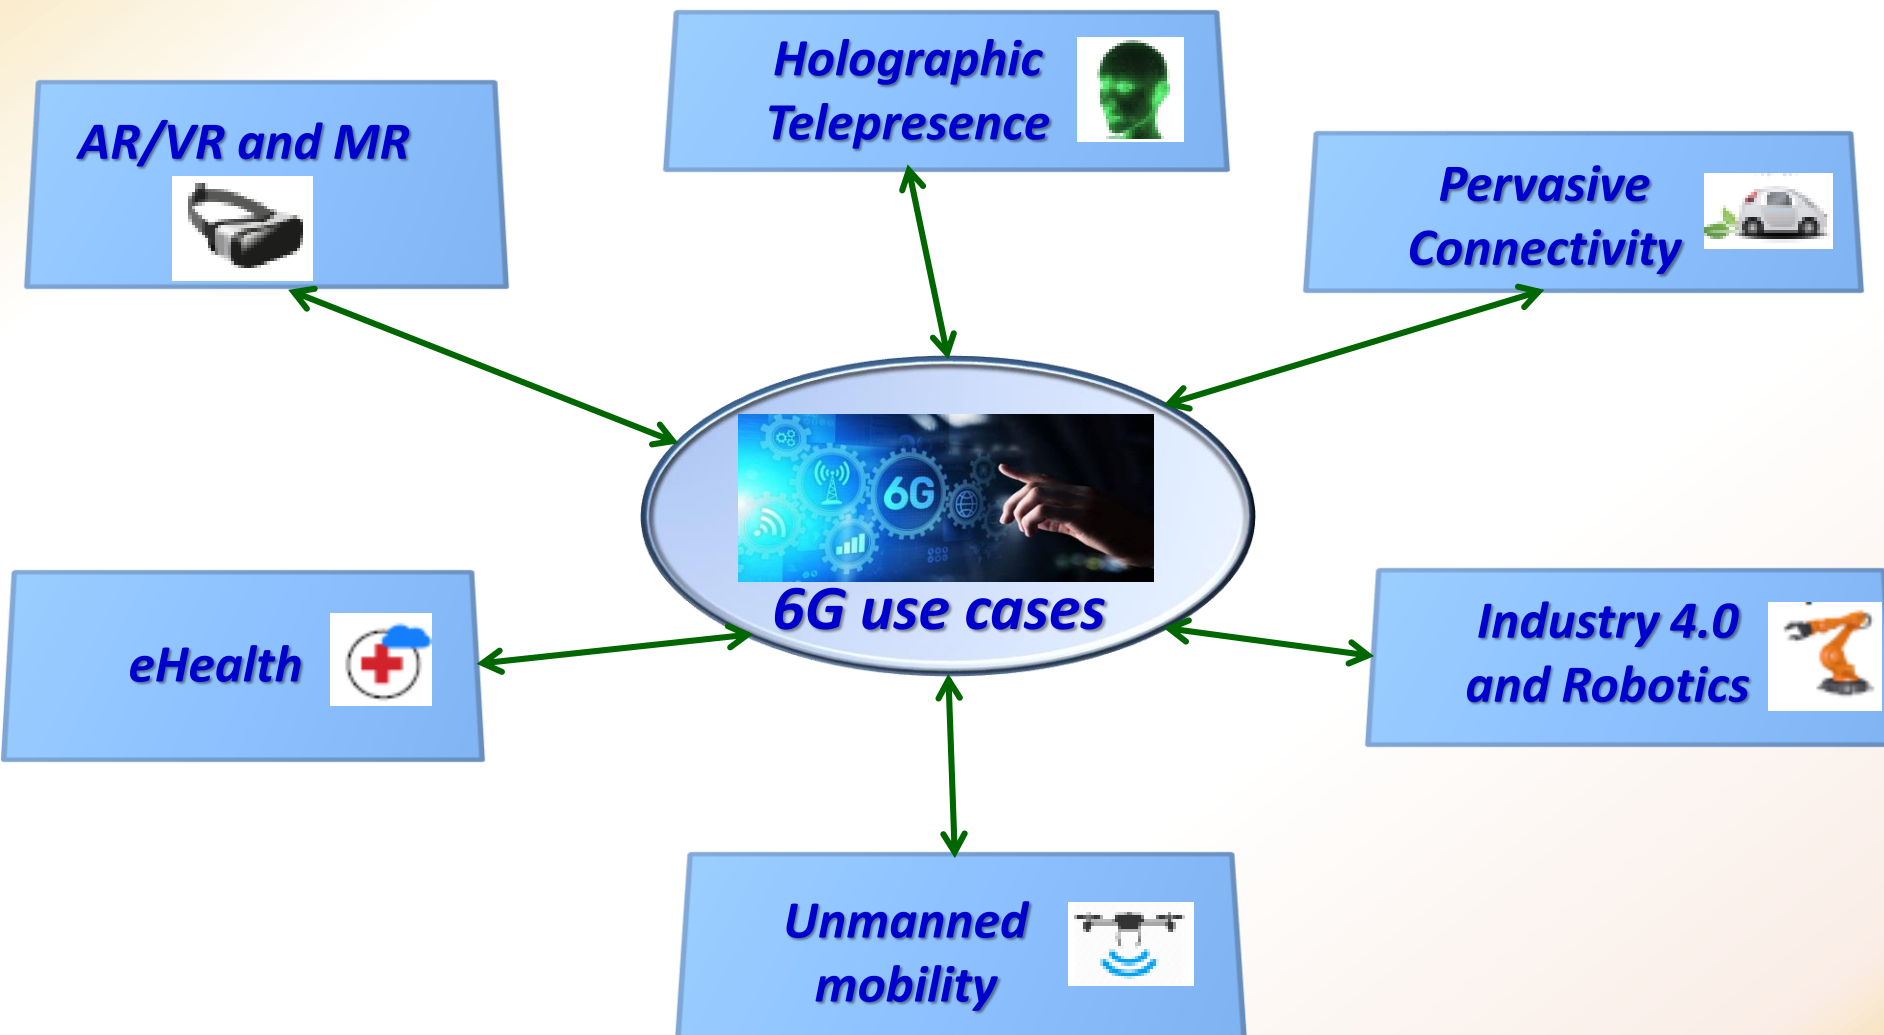 Holographic
Telepresence
AR/VR and MR
Pervasive
Connectivity
6G
6G use cases
eHealth
Industry 4.0
and Robotics
Unmanned
mobility